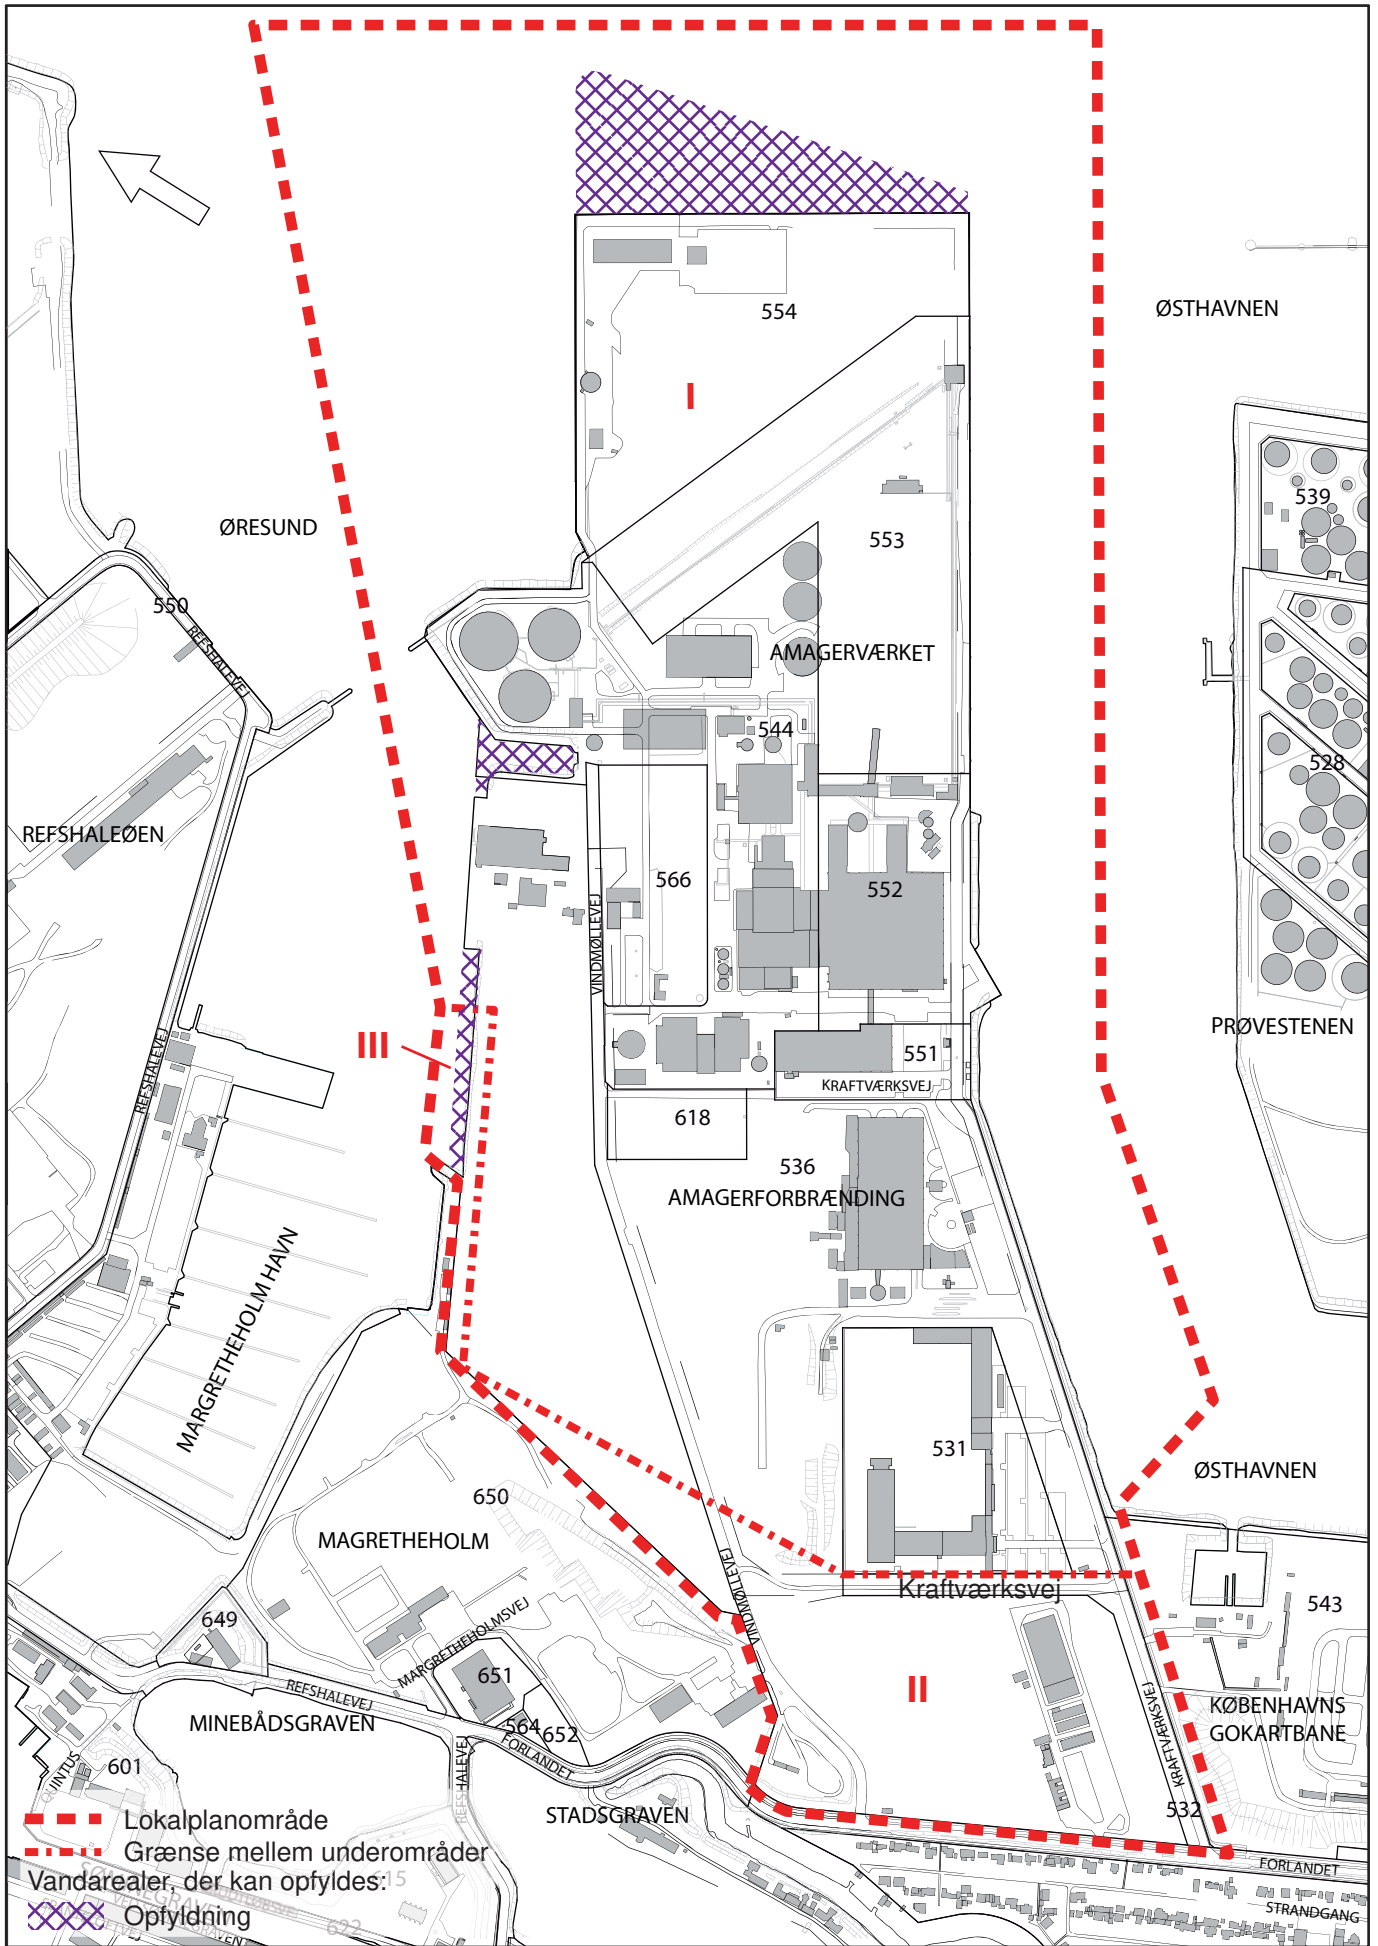 554
ØSTHAVNEN
I
539
ØRESUND
553
550
REFSHALEVEJ
AMAGERVÆRKET
544
528
REFSHALEØEN
566
552
VINDMØLLEVEJ
PRØVESTENEN
III
551
REFSHALEVEJ
KRAFTVÆRKSVEJ
618
536
AMAGERFORBRÆNDING
MARGRETHEHOLM HAVN
531
ØSTHAVNEN
650
MAGRETHEHOLM
VINDMØLLEVEJ
Kraftværksvej
543
649
MARGRETHEHOLMSVEJ
651
II
REFSHALEVEJ
KRAFTVÆRKSVEJ
KØBENHAVNS
GOKARTBANE
MINEBÅDSGRAVEN
564
652
FORLANDET
REFSHALEVEJ
QUINTUS
601
STADSGRAVEN
532
Lokalplanområde
Grænse mellem underområder
FORLANDET
615
Vandarealer, der kan opfyldes:
STRANDGANG
Opfyldning
622